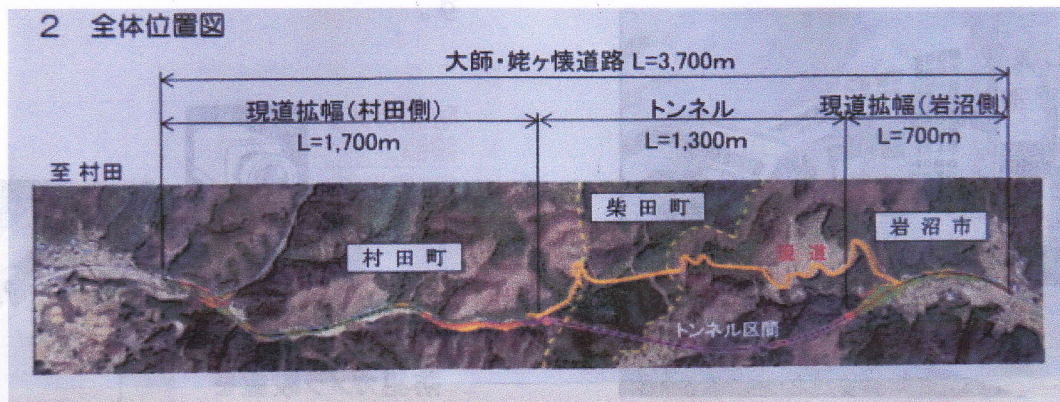 2 全体位置図
大師・姥ヶ懐道路 L=3,700m
現道拡幅(村田側)
L=1,700m
トンネル
L=1,300m
現道拡幅(岩沼側)
L=700m
至 村田
柴田町
村田町
現道
岩沼市
トンネル区間